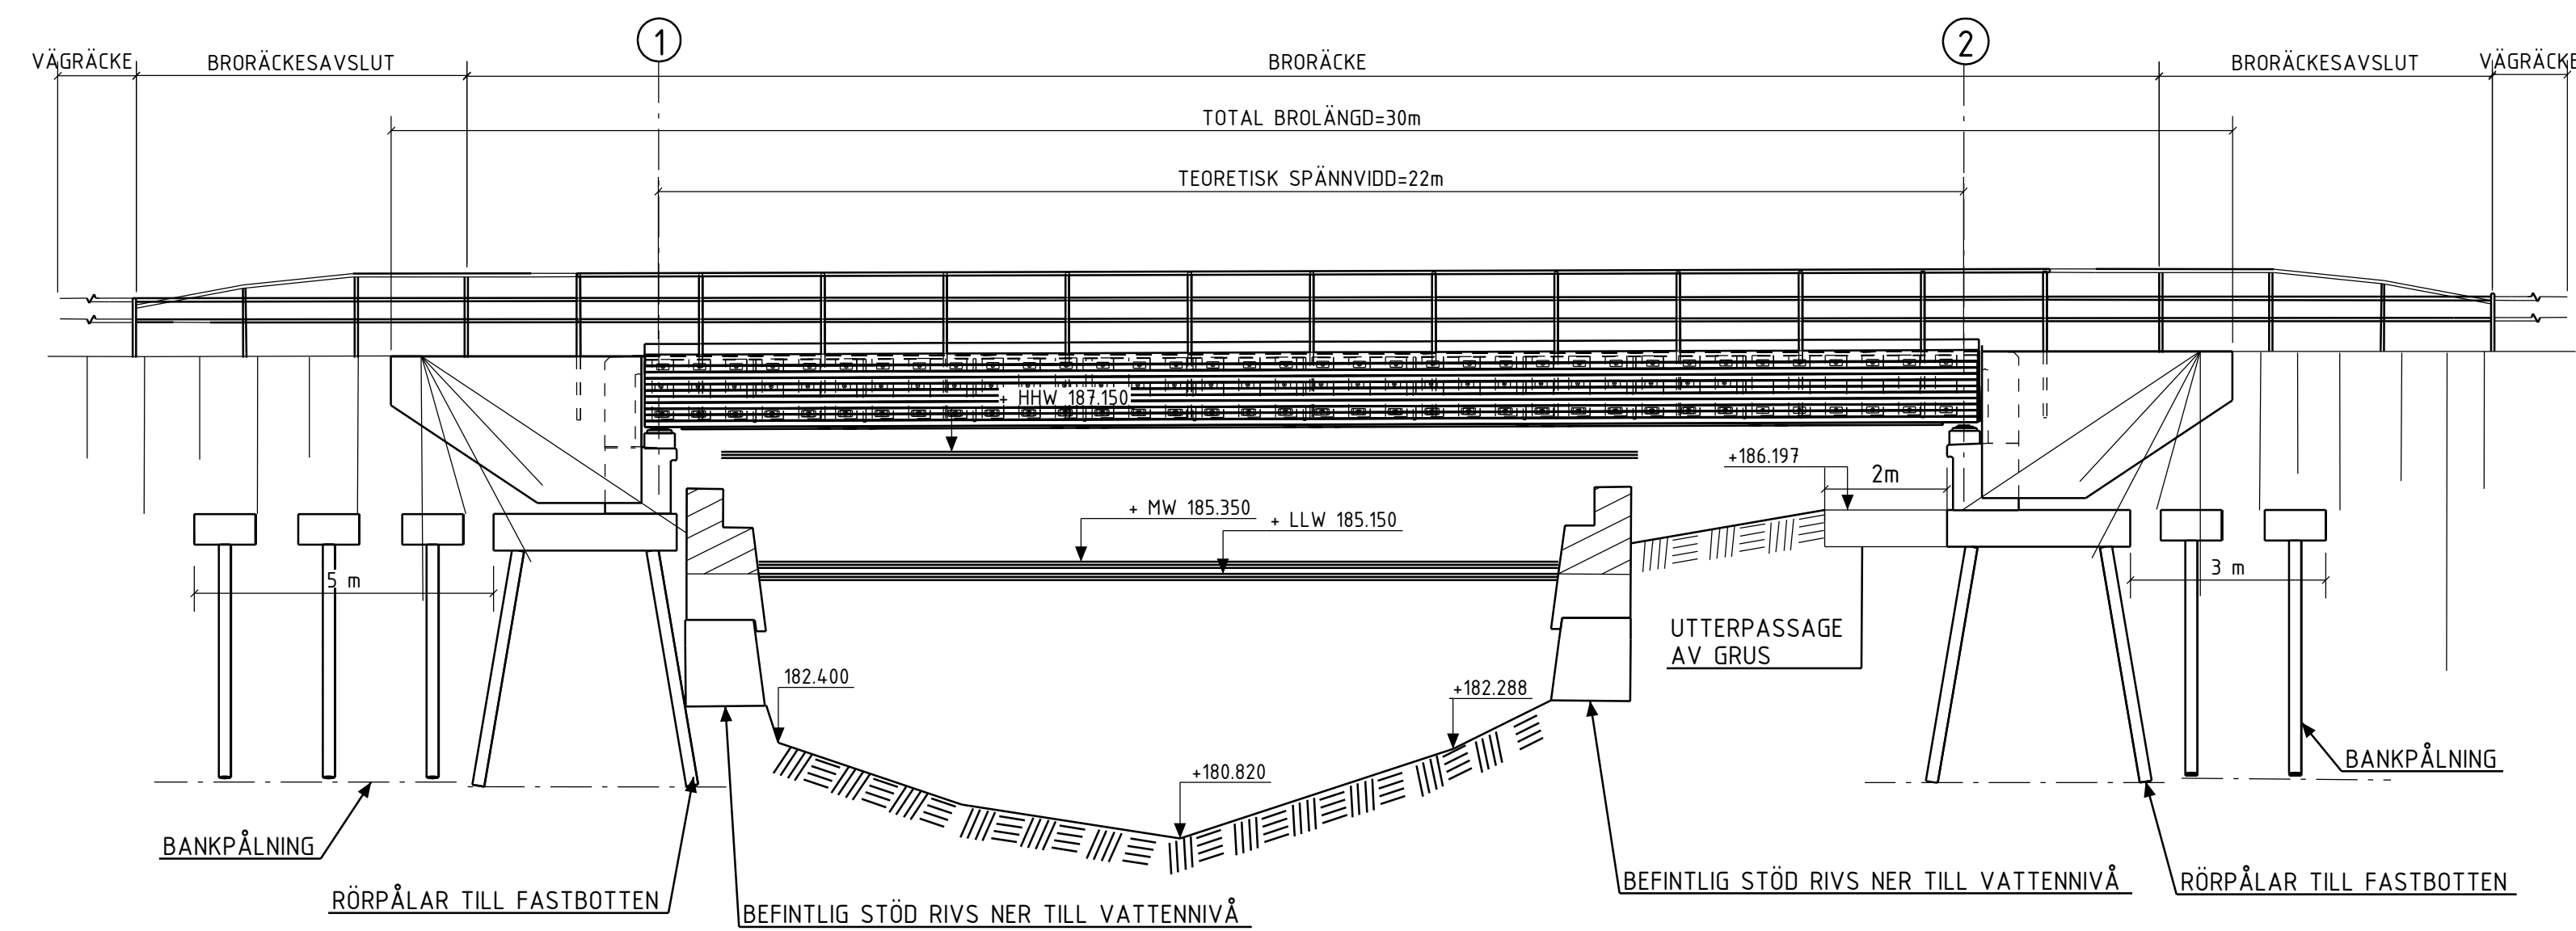 1
2
VÄGRÄCKE
BRORÄCKESAVSLUT
BRORÄCKE
BRORÄCKESAVSLUT
VÄGRÄCKE
TOTAL BROLÄNGD=30m
TEORETISK SPÄNNVIDD=22m
+ HHW 187.150
+186.197
2m
+ MW 185.350
+ LLW 185.150
5 m
3 m
UTTERPASSAGE
AV GRUS
182.400
+182.288
+180.820
BANKPÅLNING
BANKPÅLNING
RÖRPÅLAR TILL FASTBOTTEN
BEFINTLIG STÖD RIVS NER TILL VATTENNIVÅ
BEFINTLIG STÖD RIVS NER TILL VATTENNIVÅ
RÖRPÅLAR TILL FASTBOTTEN